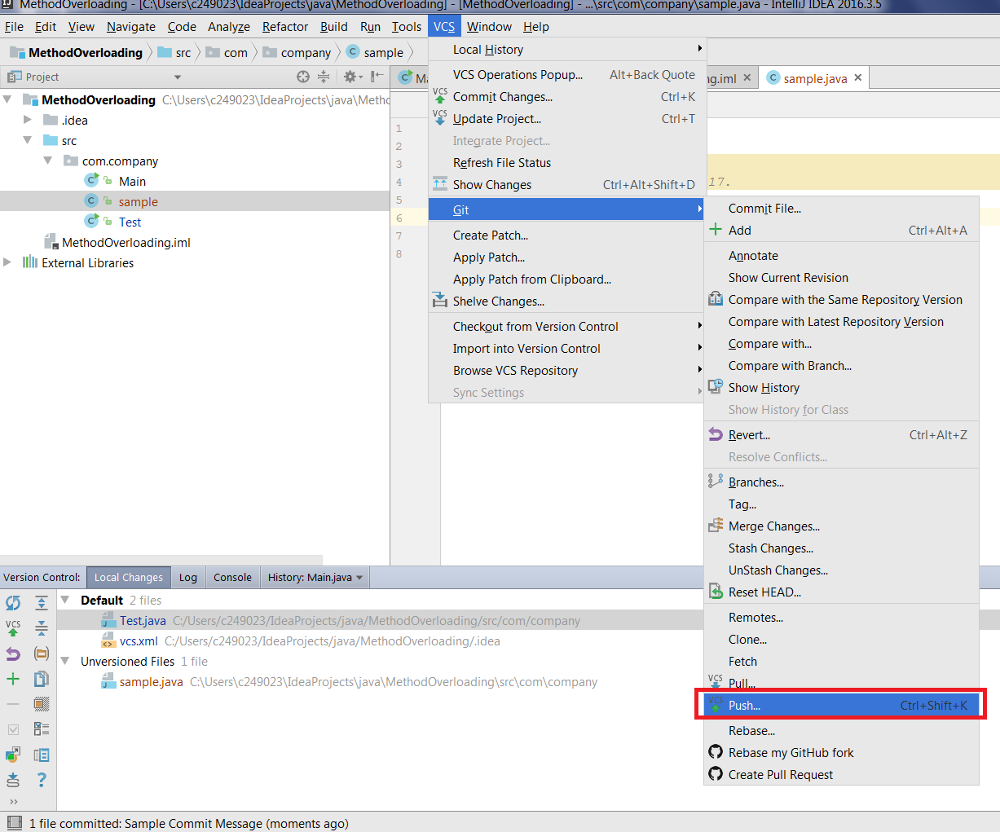 MethodOverloading - [C:\Users\c249023\IdeaProjects\java\MethodOverloading] - [MethodOverloading] - ...\src\com\company\sample.java - IntelliJ IDEA 2016.3.5
File Edit View Navigate Code Analyze Refactor Build Run Tools VCS Window Help
MethodOverloading src com company sample
Project
ng.iml
sample.java
MethodOverloading C:\Users\c249023\IdeaProjects\java\Metho
.idea
src
com.company
Main
sample
Test
MethodOverloading.iml
External Libraries
1
2
3
4
5
6
7
8
17.
Local History
VCS Operations Popup... Alt+Back Quote
VCS Commit Changes... Ctrl+K
VCS Update Project... Ctrl+T
Integrate Project...
Refresh File Status
Show Changes Ctrl+Alt+Shift+D
Git
Create Patch...
Apply Patch...
Apply Patch from Clipboard...
Shelve Changes...
Checkout from Version Control
Import into Version Control
Browse VCS Repository
Sync Settings
Commit File...
Add Ctrl+Alt+A
Annotate
Show Current Revision
Compare with the Same Repository Version
Compare with Latest Repository Version
Compare with...
Compare with Branch...
Show History
Show History for Class
Revert... Ctrl+Alt+Z
Resolve Conflicts...
Branches...
Tag...
Merge Changes...
Stash Changes...
UnStash Changes...
Reset HEAD...
Remotes...
Clone...
Fetch
VCS Pull...
VCS Push... Ctrl+Shift+K
Rebase...
Rebase my GitHub fork
Create Pull Request
Version Control: Local Changes Log Console History: Main.java
VCS
Default 2 files
Test.java C:/Users/c249023/IdeaProjects/java/MethodOverloading/src/com/company
vcs.xml C:/Users/c249023/IdeaProjects/java/MethodOverloading/.idea
Unversioned Files 1 file
sample.java C:\Users\c249023\IdeaProjects\java\MethodOverloading\src\com\company
1 file committed: Sample Commit Message (moments ago)